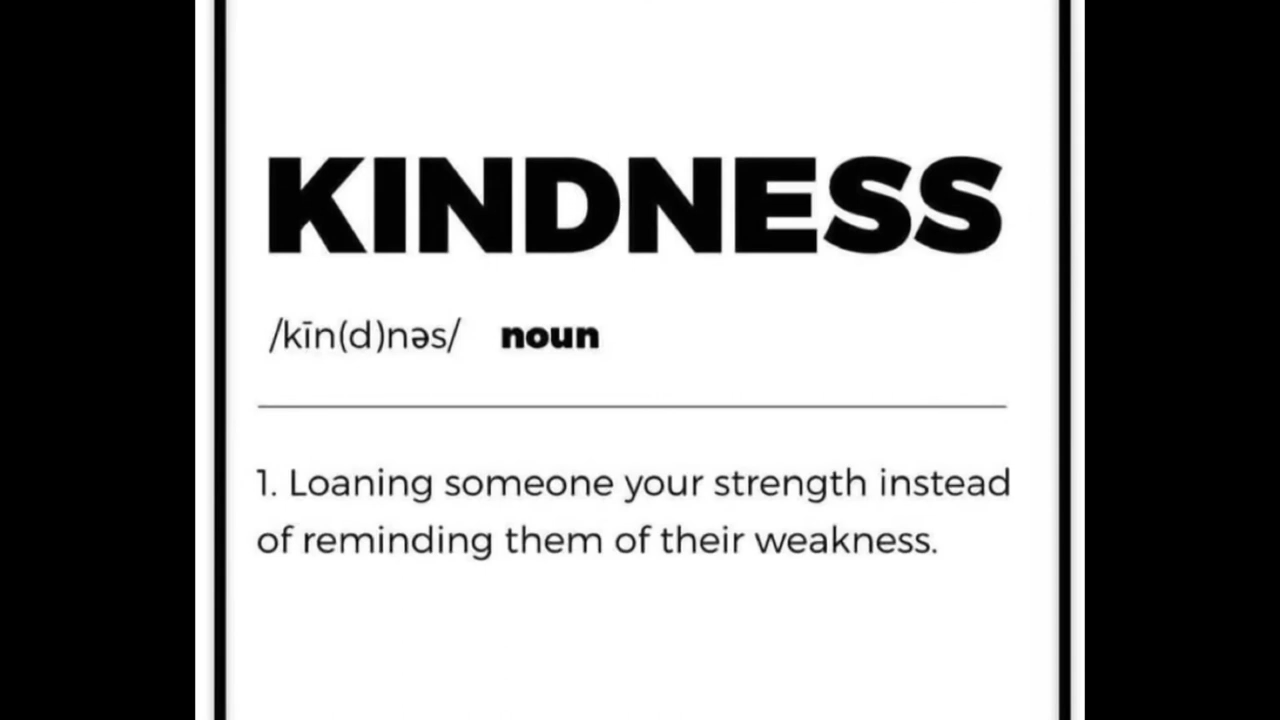 KINDNESS
/kīn(d)nəs/ noun
1. Loaning someone your strength instead
of reminding them of their weakness.